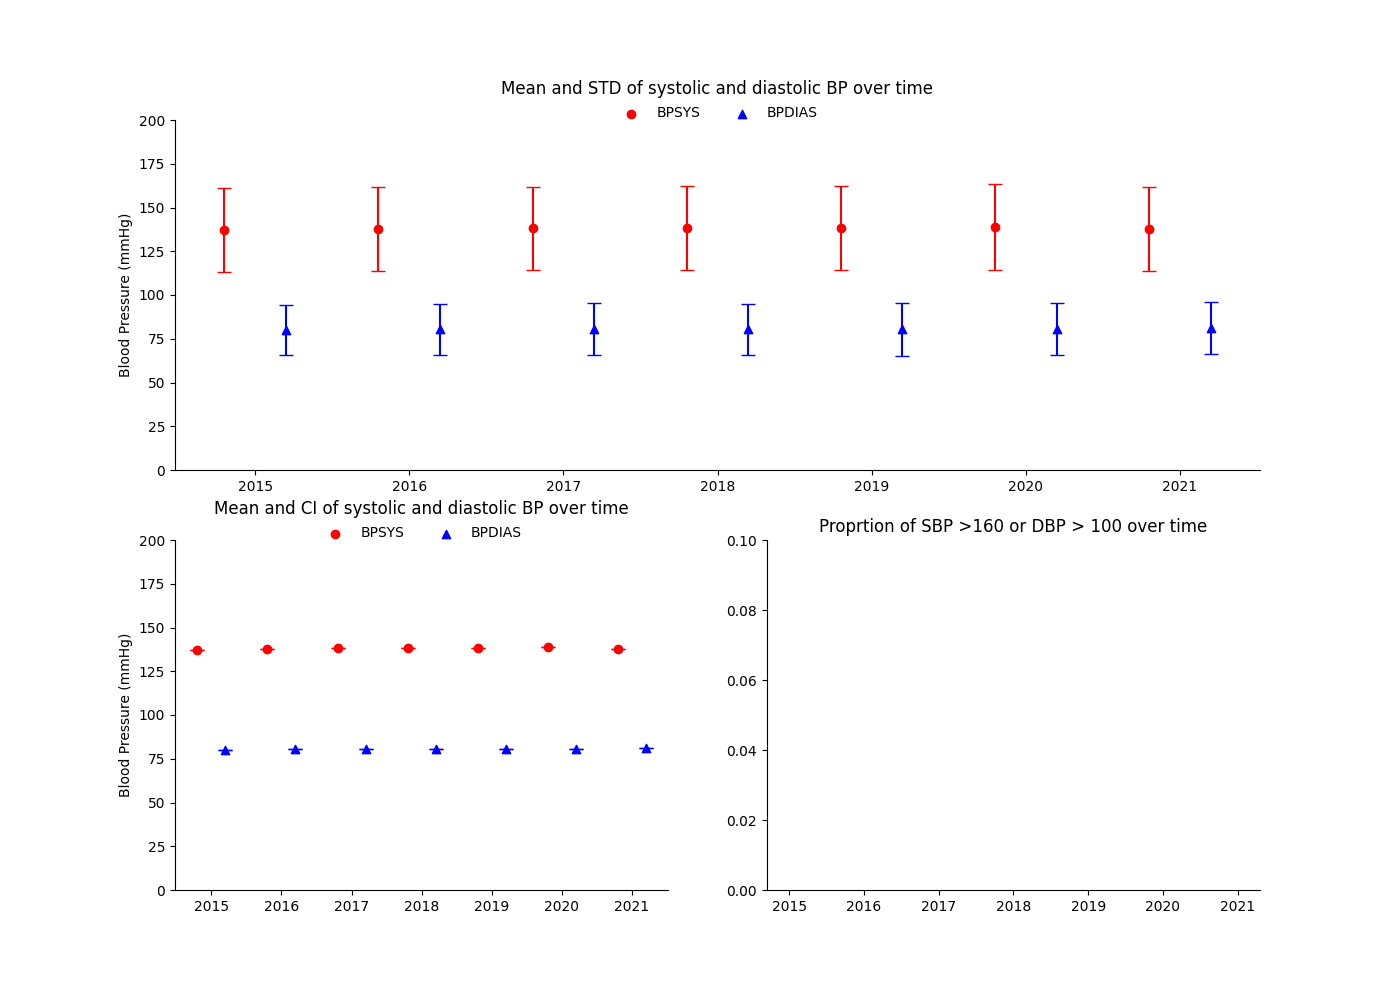 Mean and STD of systolic and diastolic BP over time
BPSYS BPDIAS
200
175
150
125
100
75
50
25
0
Blood Pressure (mmHg)
2015 2016 2017 2018 2019 2020 2021
Mean and CI of systolic and diastolic BP over time
BPSYS BPDIAS
200
175
150
125
100
75
50
25
0
Blood Pressure (mmHg)
2015 2016 2017 2018 2019 2020 2021
Proprtion of SBP >160 or DBP > 100 over time
0.10
0.08
0.06
0.04
0.02
0.00
2015 2016 2017 2018 2019 2020 2021